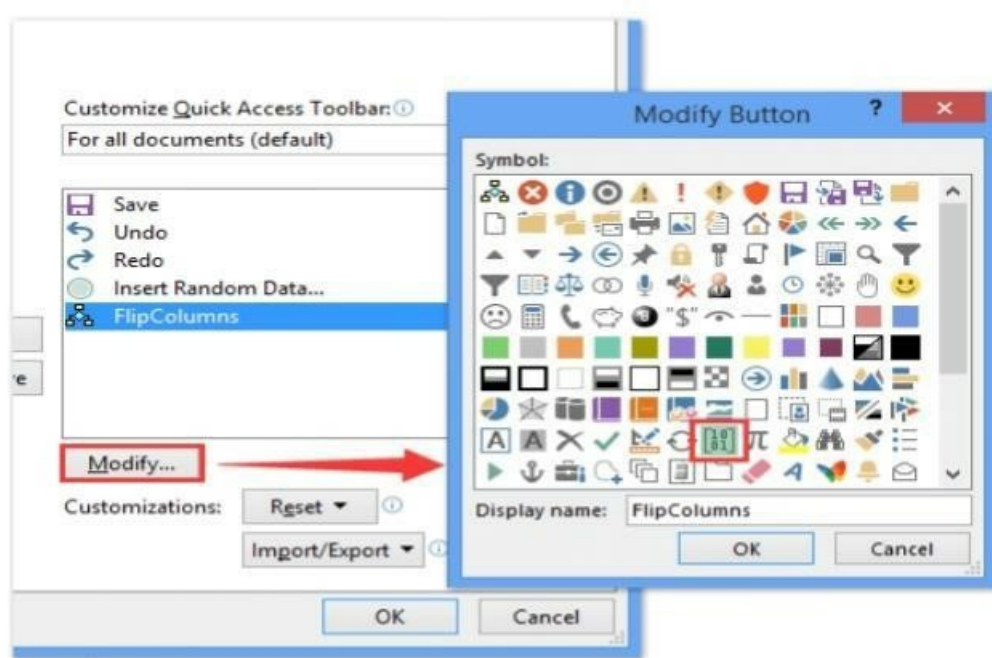 Customize Quick Access Toolbar:
For all documents (default)
Save
Undo
Redo
Insert Random Data...
FlipColumns
Modify...
Customizations:
Reset
Import/Export
OK
Cancel
Modify Button
?
Symbol:
"$"
A
A
π
A
Display name:
FlipColumns
OK
Cancel